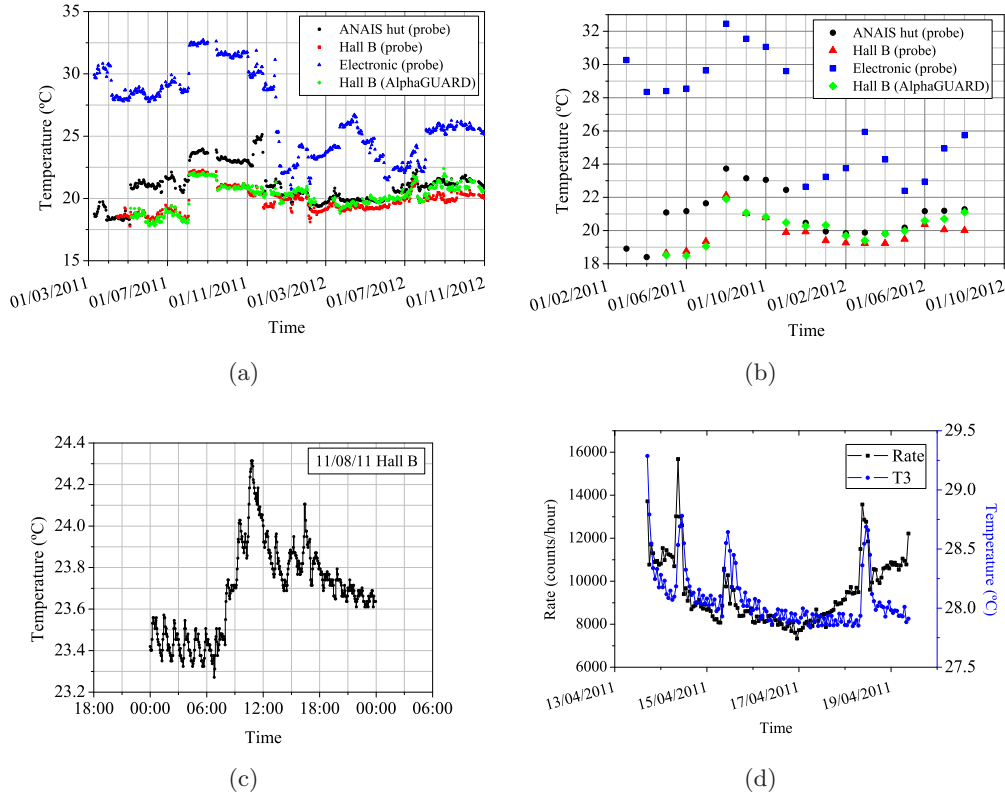 35
30
25
20
15
Temperature (ºC)
ANAIS hut (probe)
Hall B (probe)
Electronic (probe)
Hall B (AlphaGUARD)
01/03/2011
01/07/2011
01/11/2011
01/03/2012
01/07/2012
01/11/2012
Time
(a)
32
30
28
26
24
22
20
18
Temperature (ºC)
ANAIS hut (probe)
Hall B (probe)
Electronic (probe)
Hall B (AlphaGUARD)
01/02/2011
01/06/2011
01/10/2011
01/02/2012
01/06/2012
01/10/2012
Time
(b)
24.4
24.2
24.0
23.8
23.6
23.4
23.2
Temperature (ºC)
11/08/11 Hall B
18:00
00:00
06:00
12:00
18:00
00:00
06:00
Time
(c)
16000
14000
12000
10000
8000
6000
Rate (counts/hour)
Rate
T3
29.5
29.0
28.5
28.0
27.5
Temperature (ºC)
13/04/2011
15/04/2011
17/04/2011
19/04/2011
Time
(d)